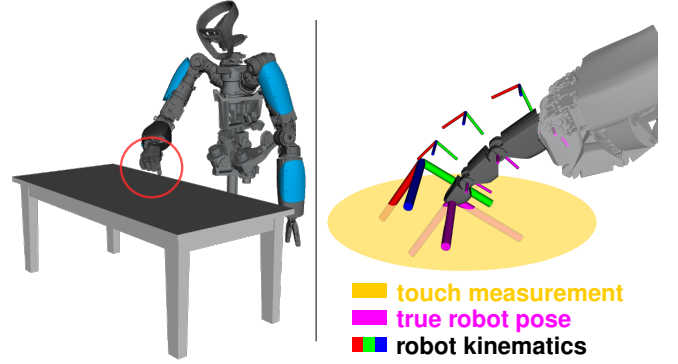 touch measurement
true robot pose
robot kinematics